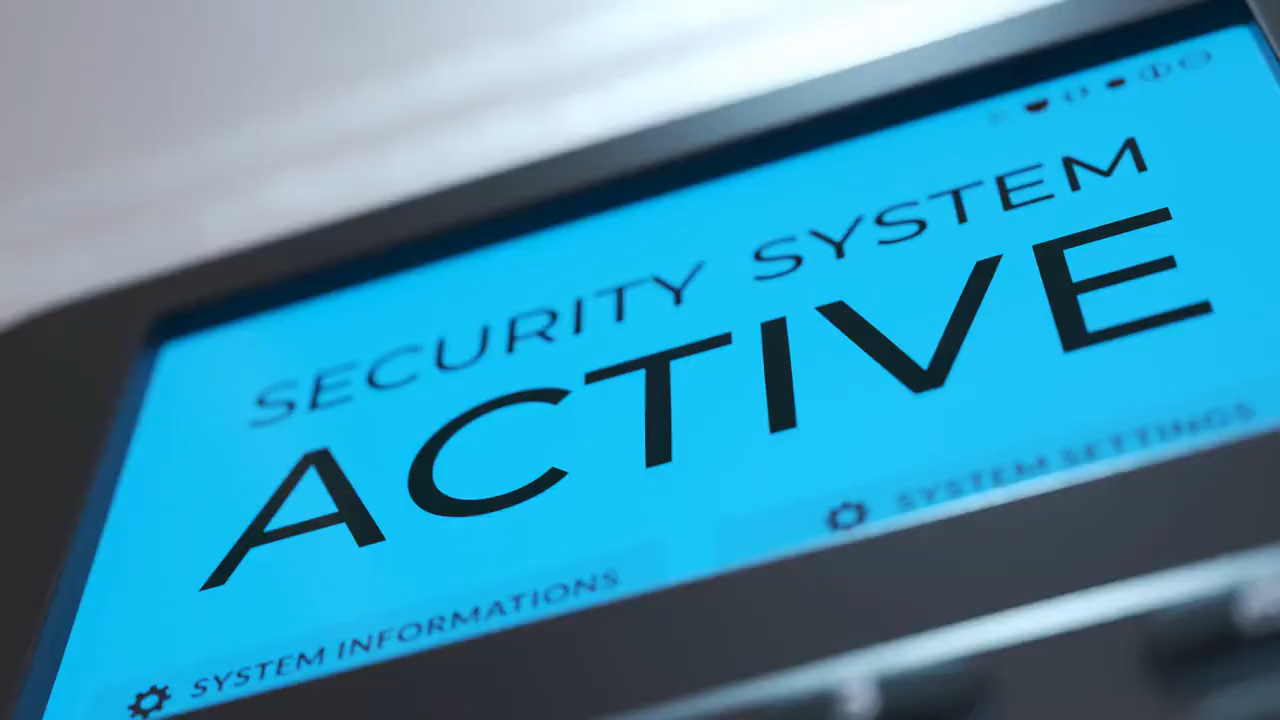 SECURITY SYSTEM
ACTIVE
SYSTEM INFORMATIONS
SYSTEM SETTINGS